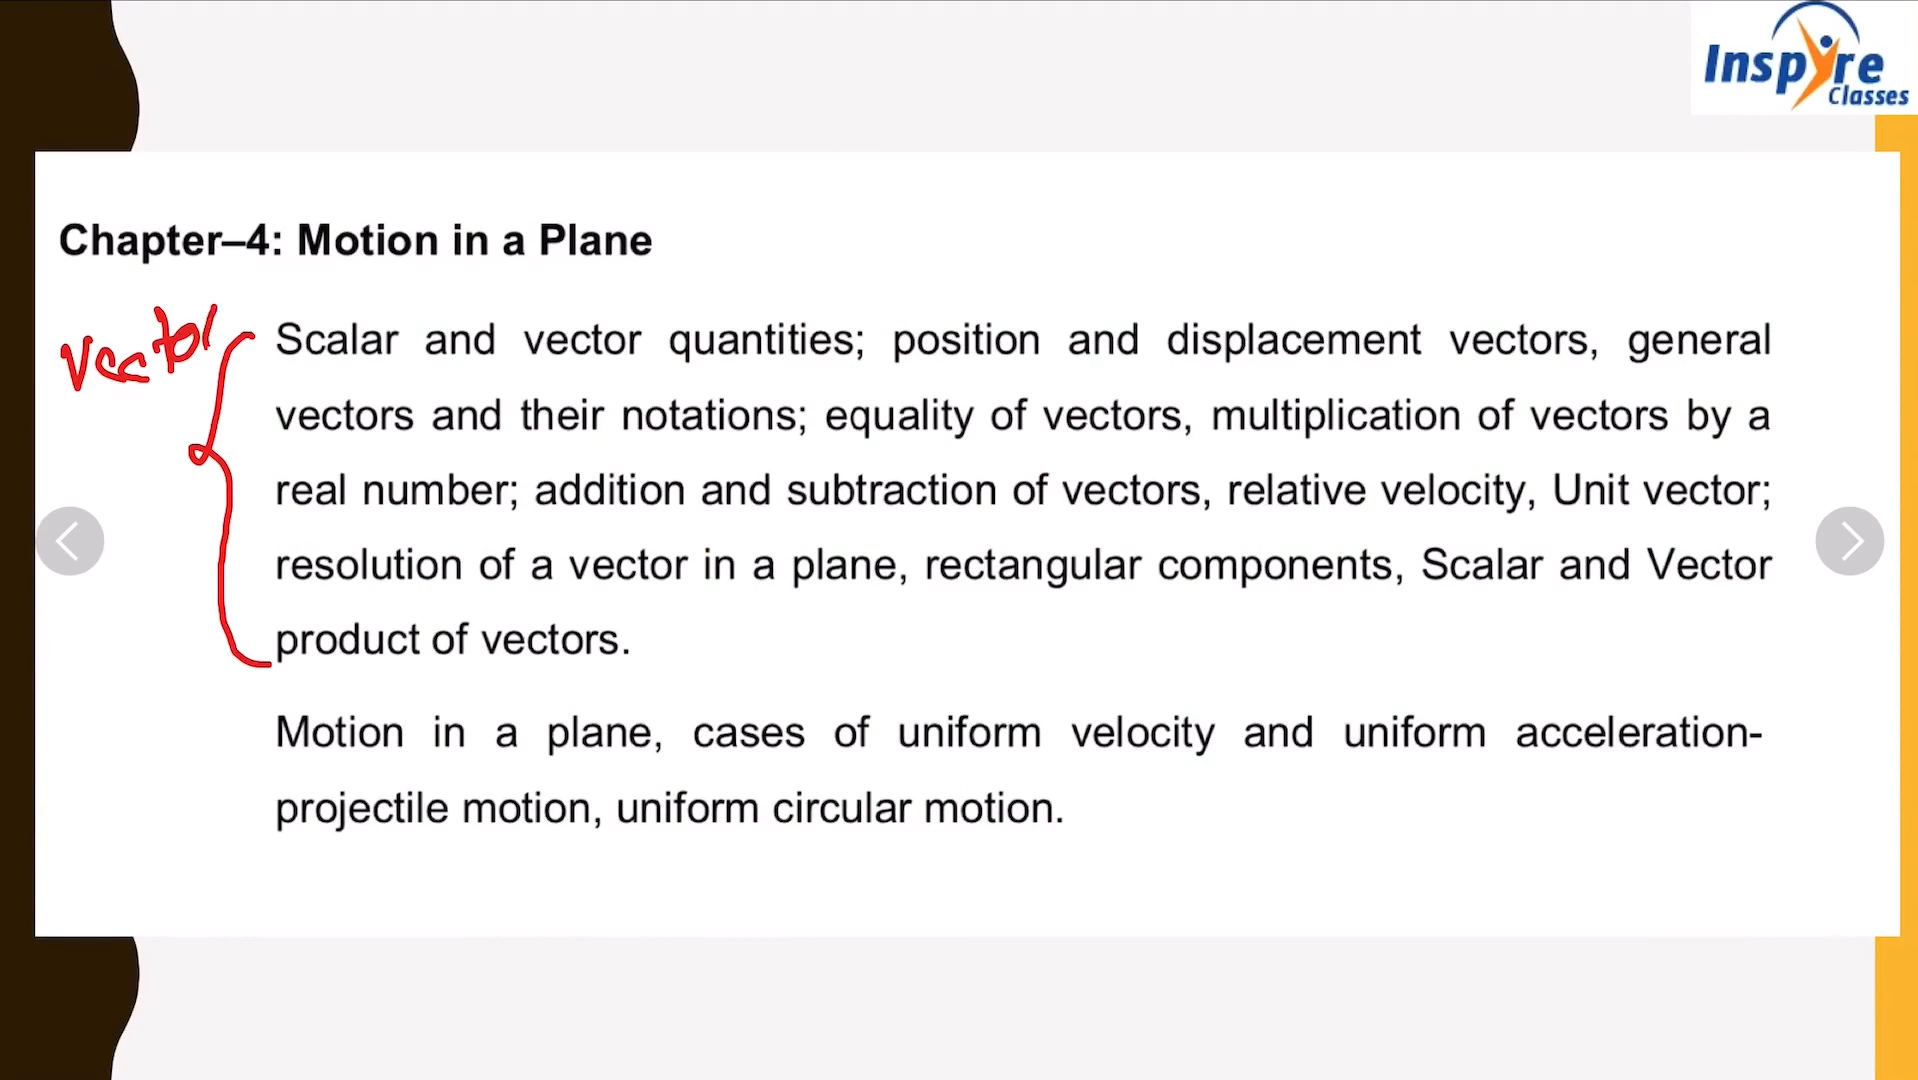 Inspyre
Classes
Chapter–4: Motion in a Plane
Vector
Scalar and vector quantities; position and displacement vectors, general
vectors and their notations; equality of vectors, multiplication of vectors by a
real number; addition and subtraction of vectors, relative velocity, Unit vector;
resolution of a vector in a plane, rectangular components, Scalar and Vector
product of vectors.
Motion in a plane, cases of uniform velocity and uniform acceleration-
projectile motion, uniform circular motion.